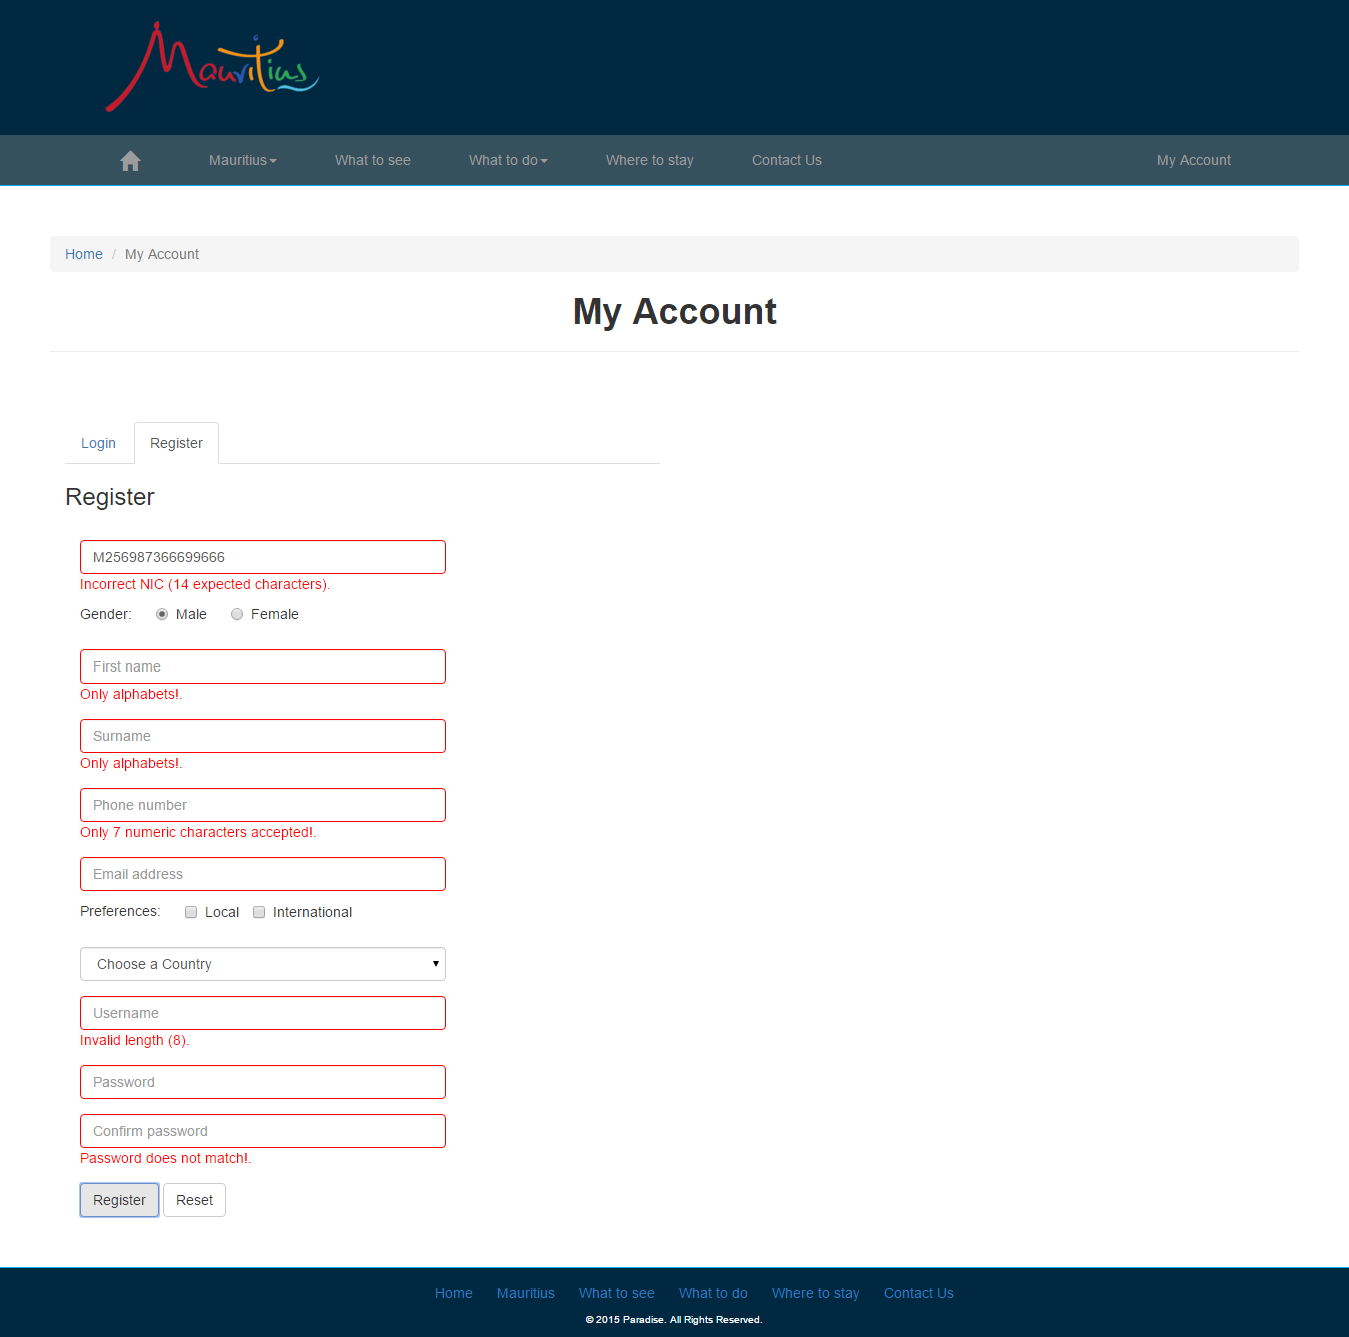 Mauritius
Mauritius What to see What to do Where to stay Contact Us My Account
Home / My Account
My Account
Login Register
Register
M256987366699666
Incorrect NIC (14 expected characters).
Gender: Male Female
First name
Only alphabets!.
Surname
Only alphabets!.
Phone number
Only 7 numeric characters accepted!.
Email address
Preferences: Local International
Choose a Country
Username
Invalid length (8).
Password
Confirm password
Password does not match!.
Register Reset
Home Mauritius What to see What to do Where to stay Contact Us
© 2015 Paradise. All Rights Reserved.